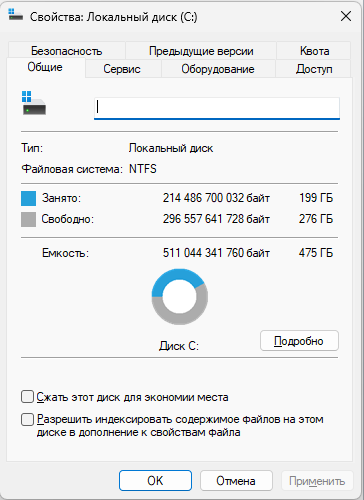 Свойства: Локальный диск (C:)
Безопасность Предыдущие версии Квота
Общие Сервис Оборудование Доступ
Тип: Локальный диск
Файловая система: NTFS
Занято: 214 486 700 032 байт 199 ГБ
Свободно: 296 557 641 728 байт 276 ГБ
Емкость: 511 044 341 760 байт 475 ГБ
Диск C: Подробно
Сжать этот диск для экономии места
Разрешить индексировать содержимое файлов на этом
диске в дополнение к свойствам файла
OK Отмена Применить